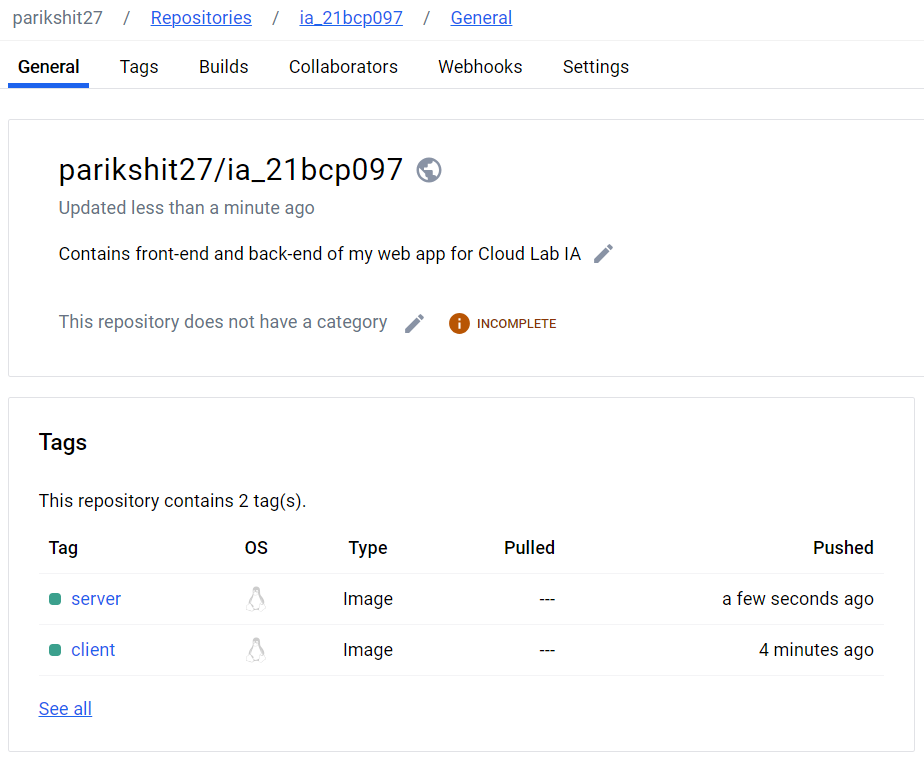 parikshit27 / Repositories / ia_21bcp097 / General
General Tags Builds Collaborators Webhooks Settings
parikshit27/ia_21bcp097
Updated less than a minute ago
Contains front-end and back-end of my web app for Cloud Lab IA
This repository does not have a category INCOMPLETE
Tags
This repository contains 2 tag(s).
Tag OS Type Pulled Pushed
server Image --- a few seconds ago
client Image --- 4 minutes ago
See all